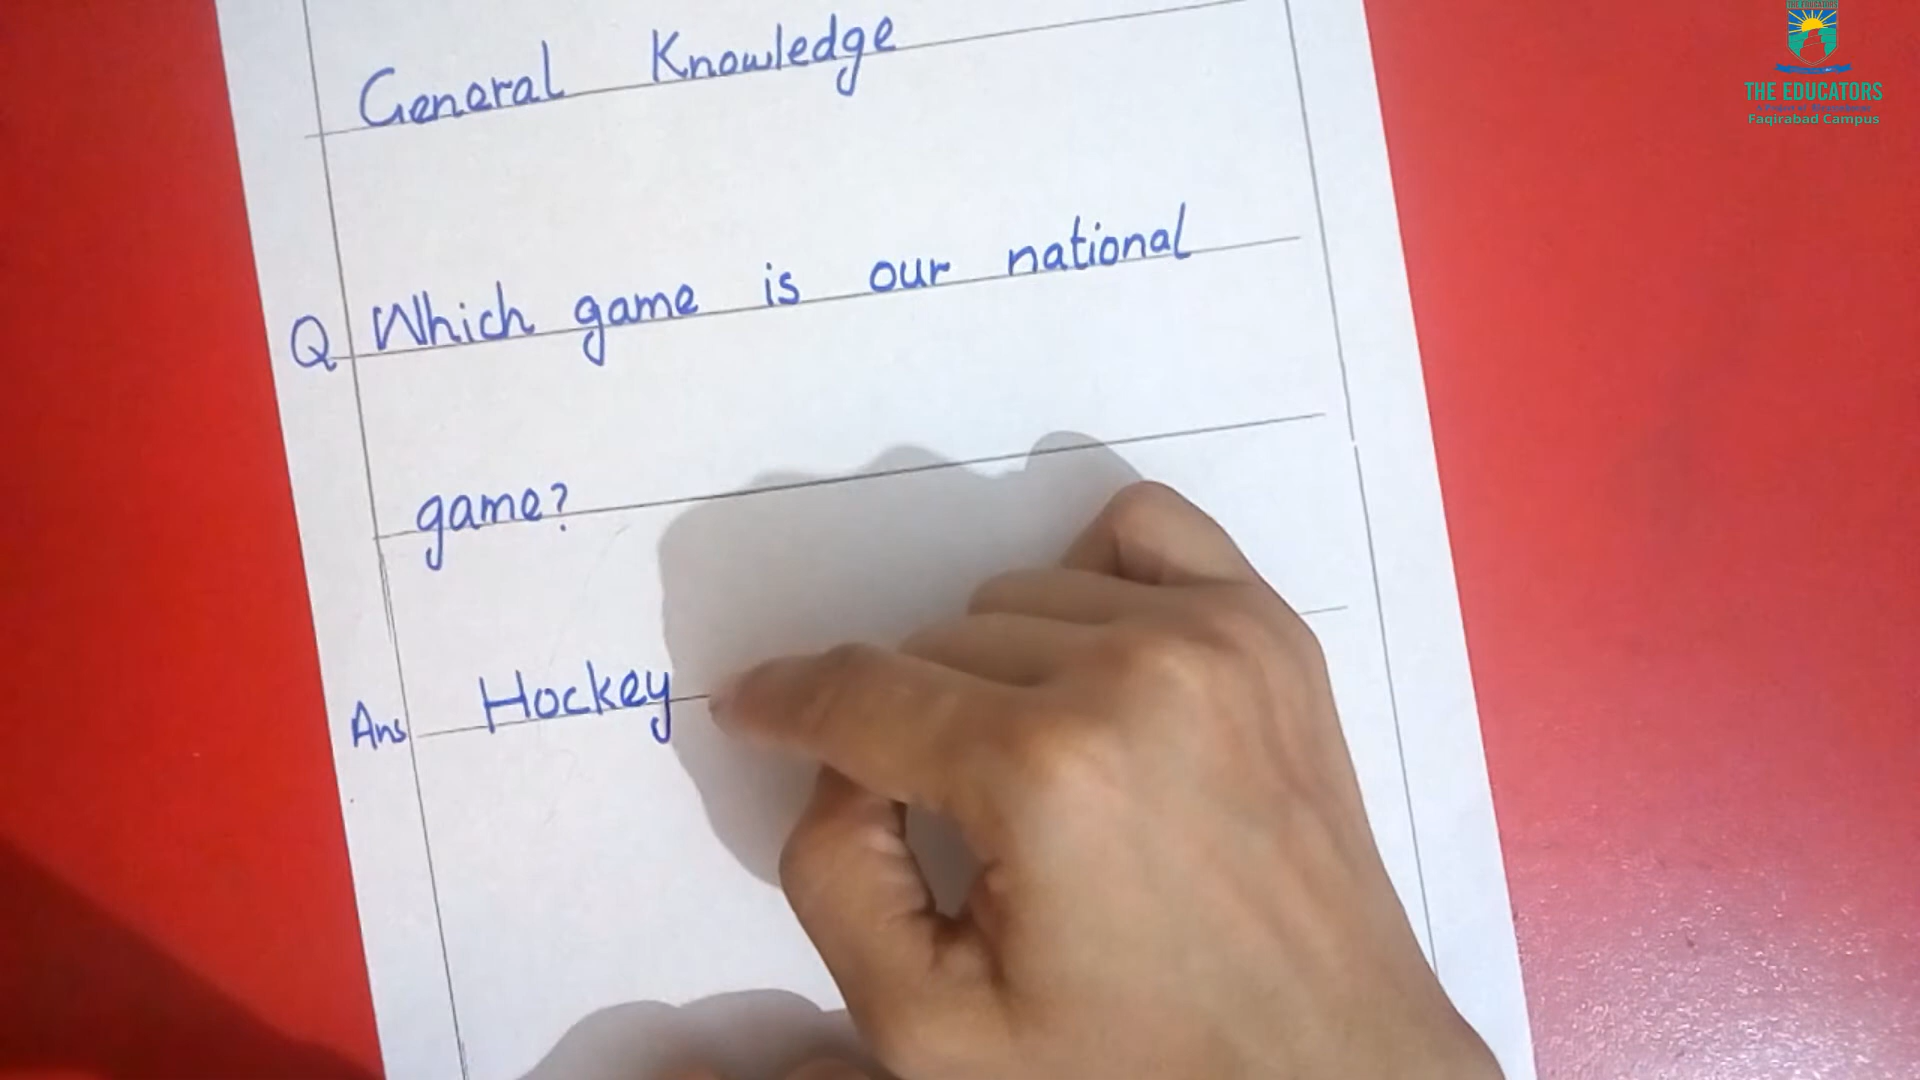 General Knowledge
Q Which game is our national
game?
Ans Hockey
THE EDUCATORS
Faqirabad Campus